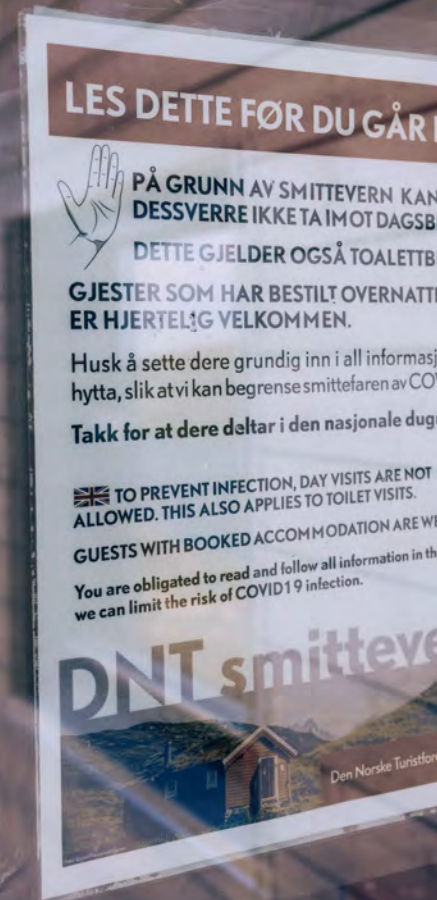 LES DETTE FØR DU GÅR
PÅ GRUNN AV SMITTEVERN KAN
DESSVERRE IKKE TA IMOT DAGSB
DETTE GJELDER OGSÅ TOALETTB
GJESTER SOM HAR BESTILT OVERNATT
ER HJERTELIG VELKOMMEN.
Husk å sette dere grundig inn i all informasj
hytta, slik at vi kan begrense smittefaren av CO
Takk for at dere deltar i den nasjonale dug
TO PREVENT INFECTION, DAY VISITS ARE NOT
ALLOWED. THIS ALSO APPLIES TO TOILET VISITS.
GUESTS WITH BOOKED ACCOMMODATION ARE WE
You are obligated to read and follow all information in th
we can limit the risk of COVID19 infection.
DNT smitteve
Den Norske Turistfor